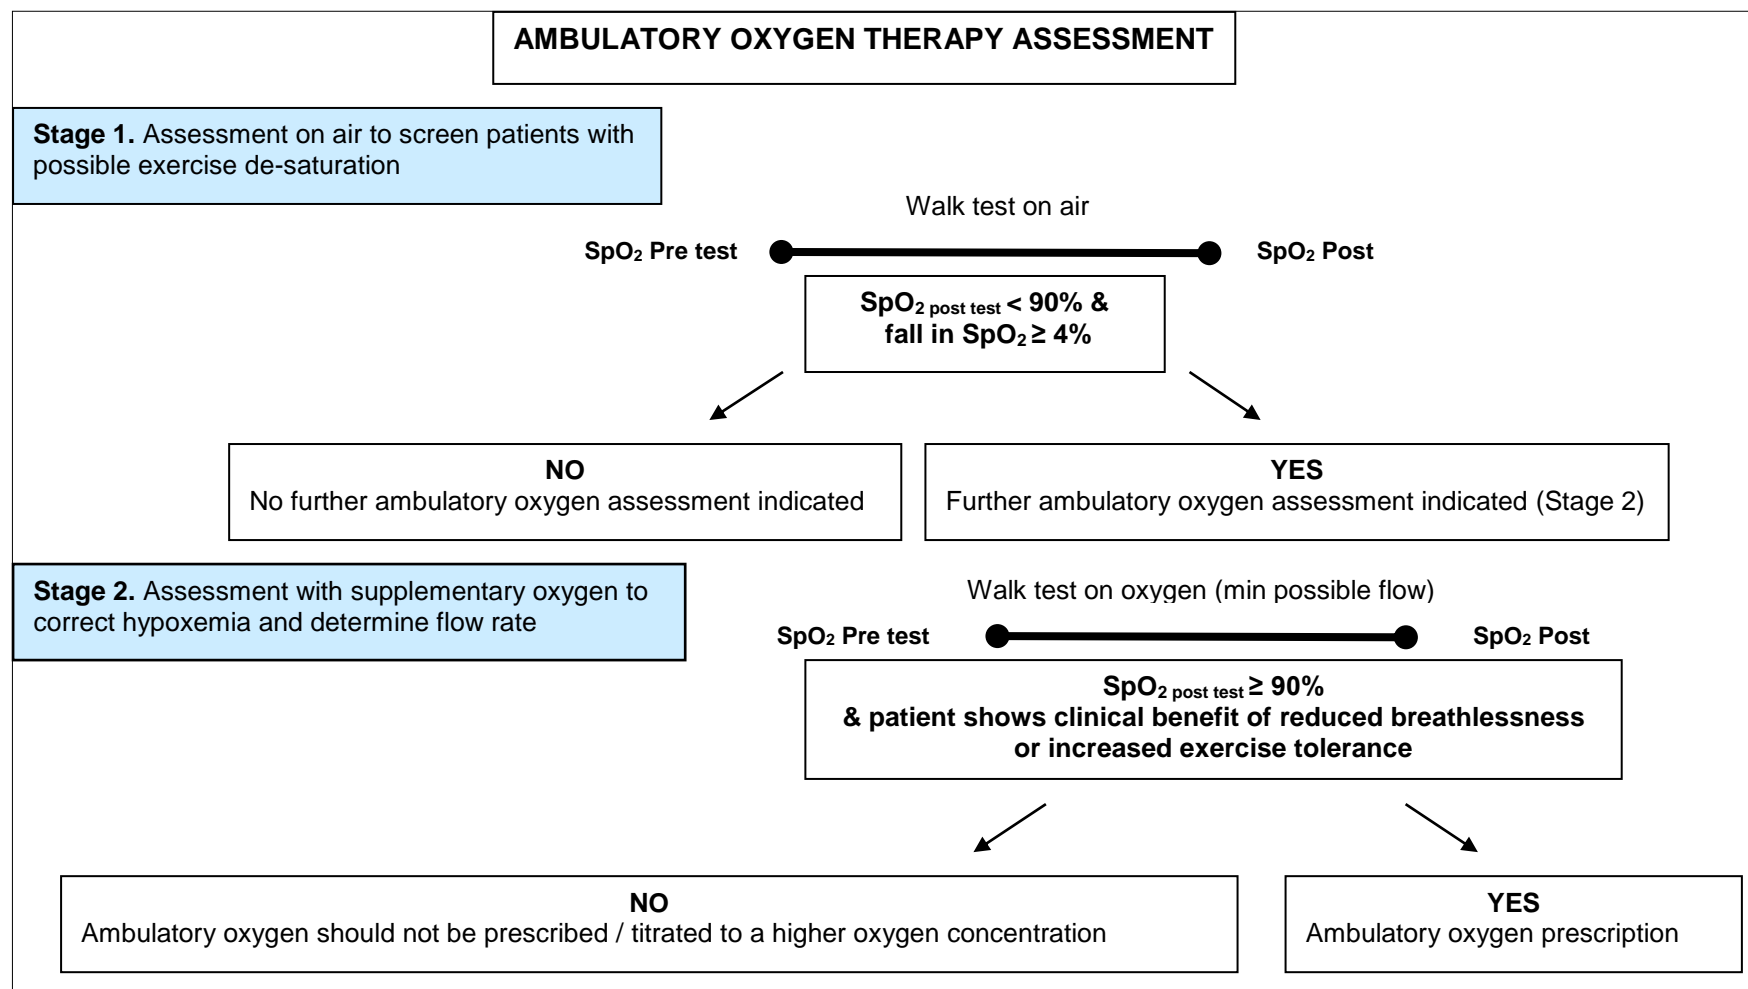 AMBULATORY OXYGEN THERAPY ASSESSMENT
Stage 1. Assessment on air to screen patients with
possible exercise de-saturation
Walk test on air
SpO₂ Pre test
SpO₂ Post
SpO₂ post test < 90% &
fall in SpO₂ ≥ 4%
NO
No further ambulatory oxygen assessment indicated
YES
Further ambulatory oxygen assessment indicated (Stage 2)
Stage 2. Assessment with supplementary oxygen to
correct hypoxemia and determine flow rate
Walk test on oxygen (min possible flow)
SpO₂ Pre test
SpO₂ Post
SpO₂ post test ≥ 90%
& patient shows clinical benefit of reduced breathlessness
or increased exercise tolerance
NO
Ambulatory oxygen should not be prescribed / titrated to a higher oxygen concentration
YES
Ambulatory oxygen prescription